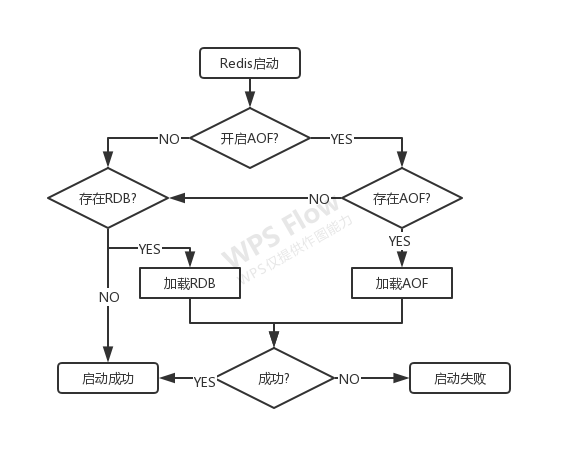 Redis启动
开启AOF?
NO
YES
存在RDB?
NO
存在AOF?
WPS Flow
WPS仅提供作画能力
YES
YES
加载RDB
加载AOF
NO
启动成功
YES
成功?
NO
启动失败